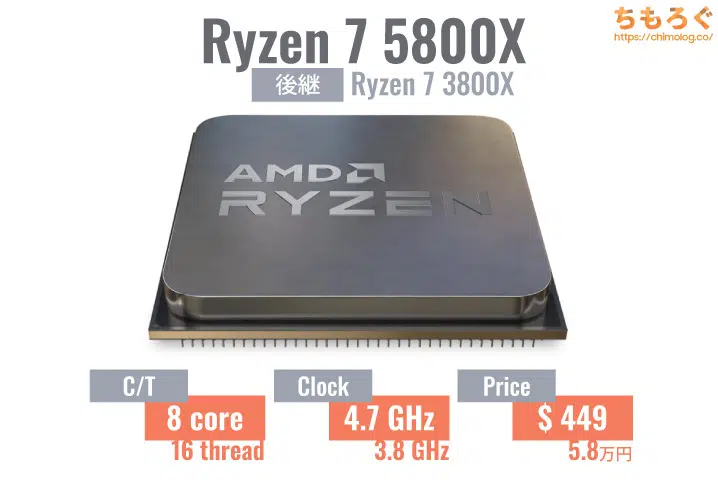 Ryzen 7 5800X
ちもろぐ
https://chimolog.co/
後継 Ryzen 7 3800X
AMD
RYZEN
C/T Clock Price
8 core 4.7 GHz $ 449
16 thread 3.8 GHz 5.8万円